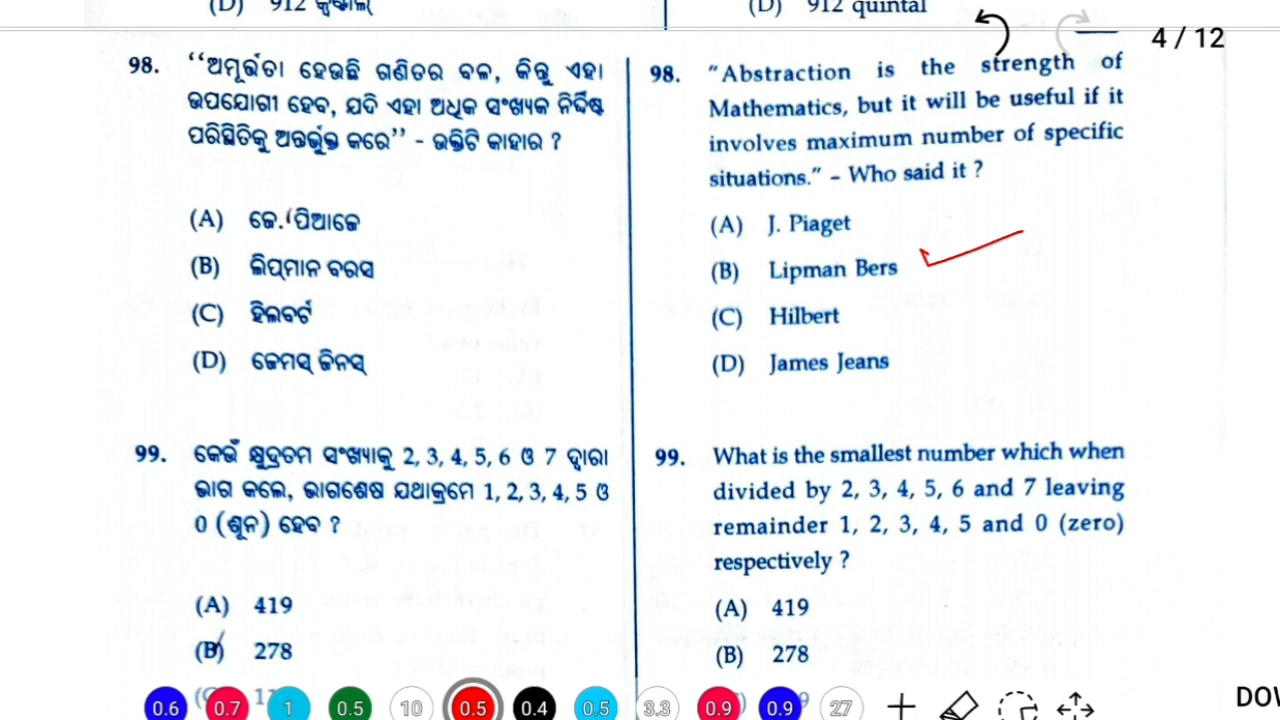 (D) 912 କ୍ୱିଣ୍ଟାଲ୍
98. ‘‘ଅମୂର୍ତ୍ତତା ହେଉଛି ଗଣିତର ବଳ, କିନ୍ତୁ ଏହା
ଉପଯୋଗୀ ହେବ, ଯଦି ଏହା ଅଧିକ ସଂଖ୍ୟକ ନିର୍ଦ୍ଦିଷ୍ଟ
ପରିସ୍ଥିତିକୁ ଅନ୍ତର୍ଭୁକ୍ତ କରେ’’ - ଉକ୍ତିଟି କାହାର ?
(A) ଜେ. ପିଆଜେ
(B) ଲିପ୍‌ମାନ ବରସ
(C) ହିଲବର୍ଟ
(D) ଜେମସ୍ ଜିନସ୍
99. କେଉଁ କ୍ଷୁଦ୍ରତମ ସଂଖ୍ୟାକୁ 2, 3, 4, 5, 6 ଓ 7 ଦ୍ୱାରା
ଭାଗ କଲେ, ଭାଗଶେଷ ଯଥାକ୍ରମେ 1, 2, 3, 4, 5 ଓ
0 (ଶୂନ) ହେବ ?
(A) 419
(B) 278
(D) 912 quintal
4 / 12
98. "Abstraction is the strength of
Mathematics, but it will be useful if it
involves maximum number of specific
situations." - Who said it ?
(A) J. Piaget
(B) Lipman Bers
(C) Hilbert
(D) James Jeans
99. What is the smallest number which when
divided by 2, 3, 4, 5, 6 and 7 leaving
remainder 1, 2, 3, 4, 5 and 0 (zero)
respectively ?
(A) 419
(B) 278
0.6 0.7 1 0.5 10 0.5 0.4 0.5 3.3 0.9 0.9 27